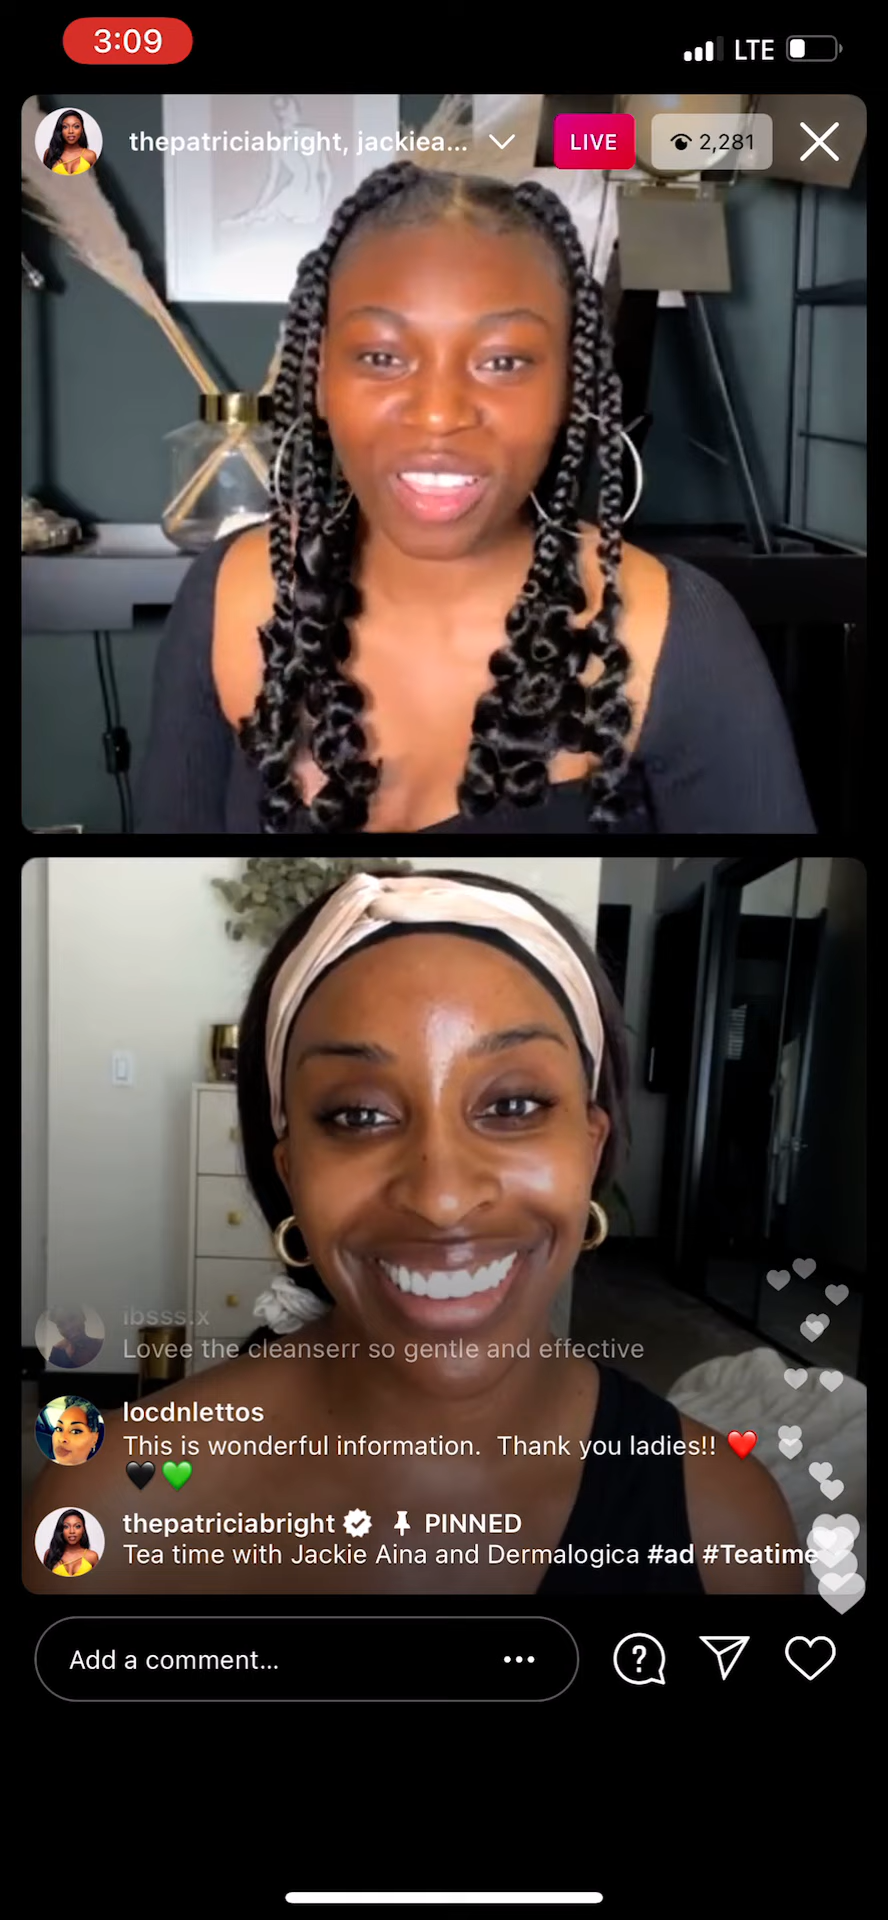 3:09
LTE
thepatriciabright, jackiea...
LIVE
2,281
ibsss.x
Lovee the cleanserr so gentle and effective
locdnlettos
This is wonderful information. Thank you ladies!! ❤️
🖤💚
thepatriciabright PINNED
Tea time with Jackie Aina and Dermalogica #ad #Teatime
Add a comment...